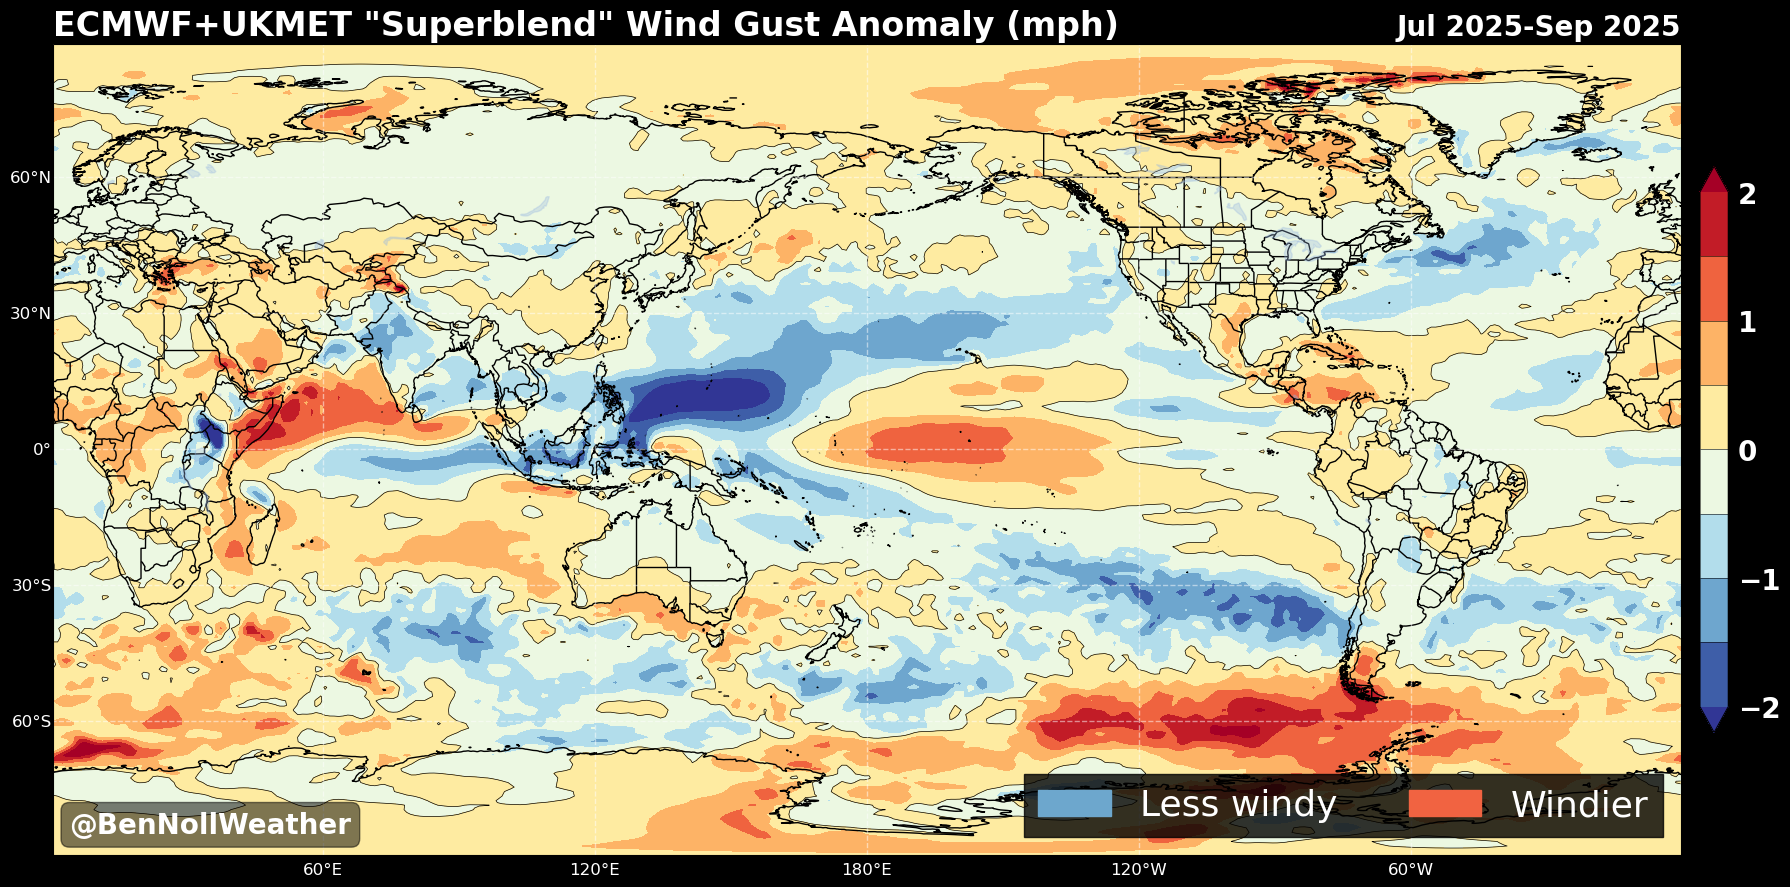 ECMWF+UKMET "Superblend" Wind Gust Anomaly (mph)
Jul 2025-Sep 2025
60°N
30°N
0°
30°S
60°S
60°E
120°E
180°E
120°W
60°W
2
1
0
−1
−2
Less windy
Windier
@BenNollWeather